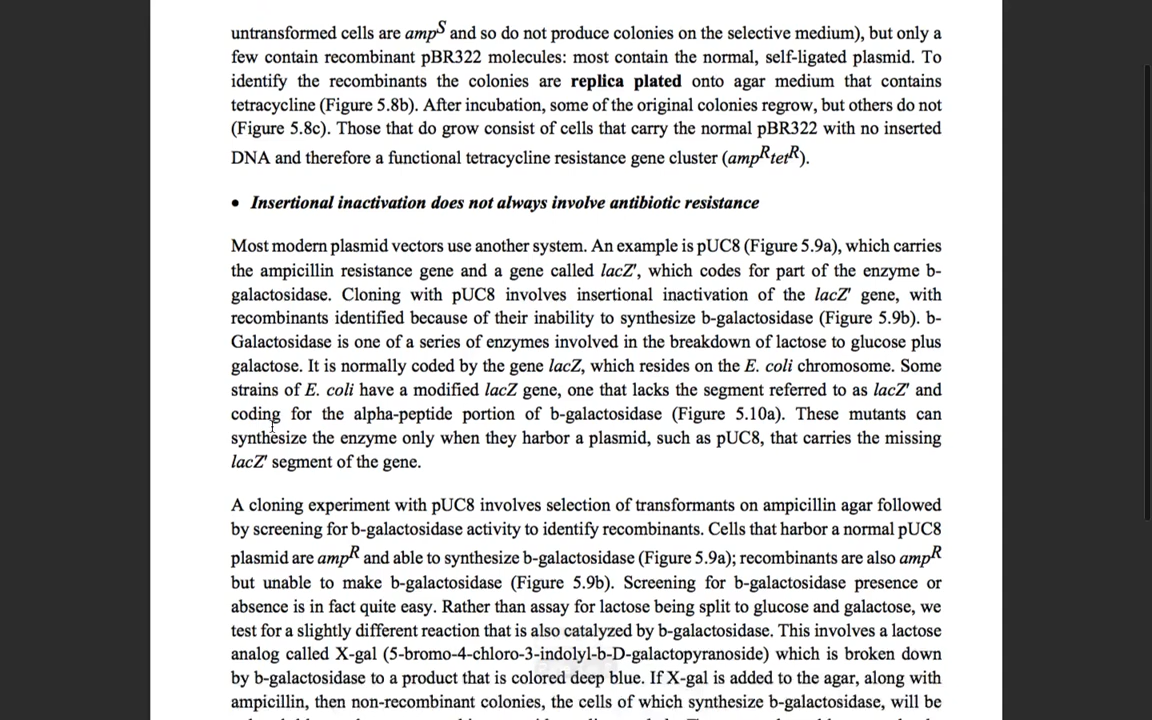 untransformed cells are ampS and so do not produce colonies on the selective medium), but only a
few contain recombinant pBR322 molecules: most contain the normal, self-ligated plasmid. To
identify the recombinants the colonies are replica plated onto agar medium that contains
tetracycline (Figure 5.8b). After incubation, some of the original colonies regrow, but others do not
(Figure 5.8c). Those that do grow consist of cells that carry the normal pBR322 with no inserted
DNA and therefore a functional tetracycline resistance gene cluster (ampRtetR).
• Insertional inactivation does not always involve antibiotic resistance
Most modern plasmid vectors use another system. An example is pUC8 (Figure 5.9a), which carries
the ampicillin resistance gene and a gene called lacZ′, which codes for part of the enzyme b-
galactosidase. Cloning with pUC8 involves insertional inactivation of the lacZ′ gene, with
recombinants identified because of their inability to synthesize b-galactosidase (Figure 5.9b). b-
Galactosidase is one of a series of enzymes involved in the breakdown of lactose to glucose plus
galactose. It is normally coded by the gene lacZ, which resides on the E. coli chromosome. Some
strains of E. coli have a modified lacZ gene, one that lacks the segment referred to as lacZ′ and
coding for the alpha-peptide portion of b-galactosidase (Figure 5.10a). These mutants can
synthesize the enzyme only when they harbor a plasmid, such as pUC8, that carries the missing
lacZ′ segment of the gene.
A cloning experiment with pUC8 involves selection of transformants on ampicillin agar followed
by screening for b-galactosidase activity to identify recombinants. Cells that harbor a normal pUC8
plasmid are ampR and able to synthesize b-galactosidase (Figure 5.9a); recombinants are also ampR
but unable to make b-galactosidase (Figure 5.9b). Screening for b-galactosidase presence or
absence is in fact quite easy. Rather than assay for lactose being split to glucose and galactose, we
test for a slightly different reaction that is also catalyzed by b-galactosidase. This involves a lactose
analog called X-gal (5-bromo-4-chloro-3-indolyl-b-D-galactopyranoside) which is broken down
by b-galactosidase to a product that is colored deep blue. If X-gal is added to the agar, along with
ampicillin, then non-recombinant colonies, the cells of which synthesize b-galactosidase, will be